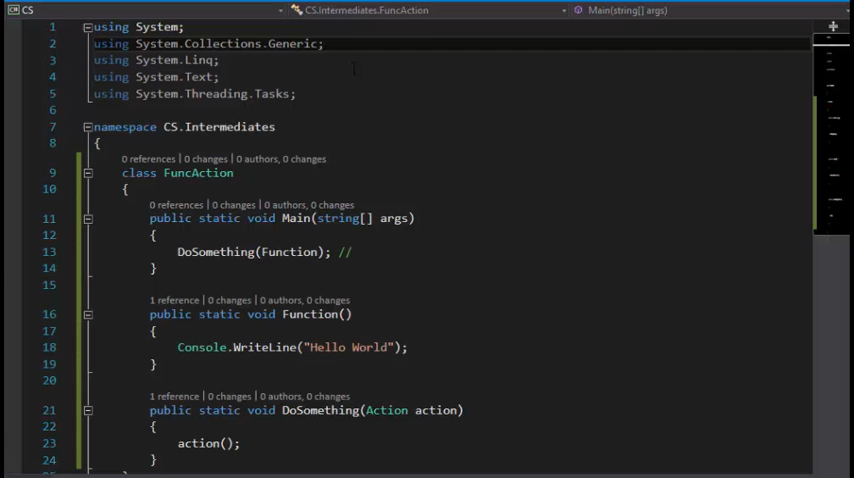 CS CS.Intermediates.FuncAction Main(string[] args)
1 using System;
2 using System.Collections.Generic;
3 using System.Linq;
4 using System.Text;
5 using System.Threading.Tasks;
6
7 namespace CS.Intermediates
8 {
0 references | 0 changes | 0 authors, 0 changes
9 class FuncAction
10 {
0 references | 0 changes | 0 authors, 0 changes
11 public static void Main(string[] args)
12 {
13 DoSomething(Function); //
14 }
15
1 reference | 0 changes | 0 authors, 0 changes
16 public static void Function()
17 {
18 Console.WriteLine("Hello World");
19 }
20
1 reference | 0 changes | 0 authors, 0 changes
21 public static void DoSomething(Action action)
22 {
23 action();
24 }